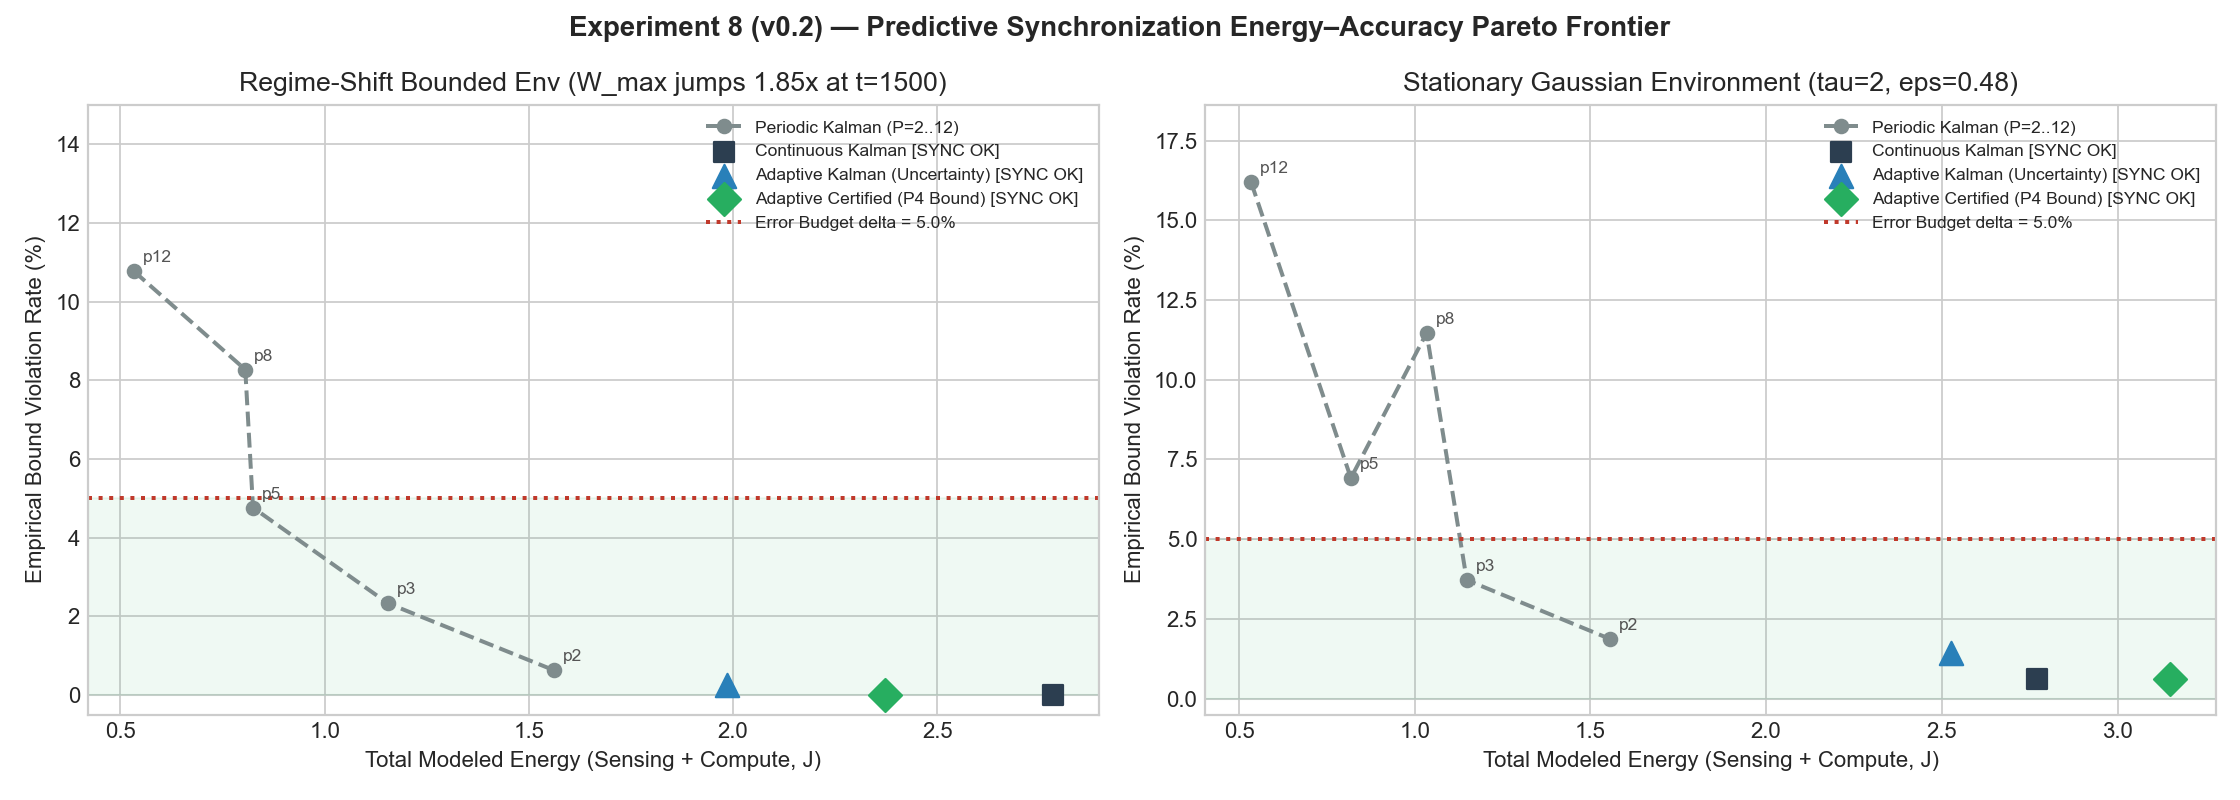 Experiment 8 (v0.2) — Predictive Synchronization Energy–Accuracy Pareto Frontier
Regime-Shift Bounded Env (W_max jumps 1.85x at t=1500)
Empirical Bound Violation Rate (%)
14
12
10
8
6
4
2
0
Periodic Kalman (P=2..12)
Continuous Kalman [SYNC OK]
Adaptive Kalman (Uncertainty) [SYNC OK]
Adaptive Certified (P4 Bound) [SYNC OK]
Error Budget delta = 5.0%
p12
p8
p5
p3
p2
0.5
1.0
1.5
2.0
2.5
Total Modeled Energy (Sensing + Compute, J)
Stationary Gaussian Environment (tau=2, eps=0.48)
Empirical Bound Violation Rate (%)
17.5
15.0
12.5
10.0
7.5
5.0
2.5
0.0
Periodic Kalman (P=2..12)
Continuous Kalman [SYNC OK]
Adaptive Kalman (Uncertainty) [SYNC OK]
Adaptive Certified (P4 Bound) [SYNC OK]
Error Budget delta = 5.0%
p12
p8
p5
p3
p2
0.5
1.0
1.5
2.0
2.5
3.0
Total Modeled Energy (Sensing + Compute, J)